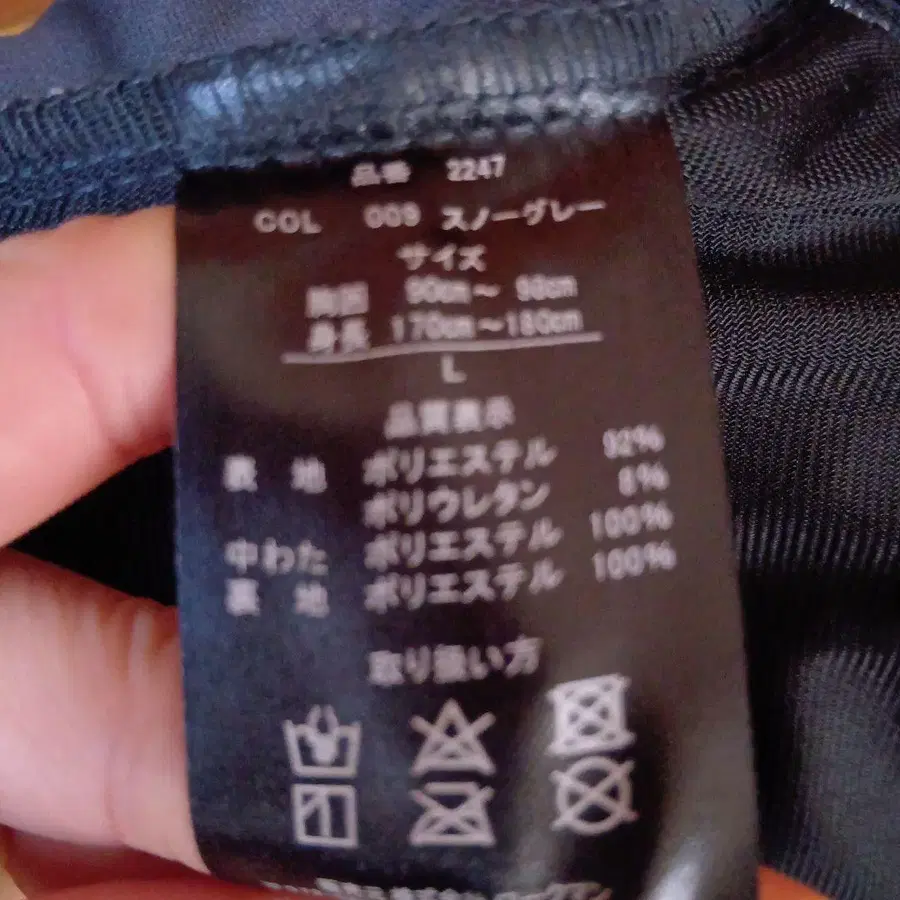 品番 2247
COL 009 スノーグレー
サイズ
胸囲 90cm～ 98cm
身長 170cm～180cm
L
品質表示
表 地 ポリエステル 92%
ポリウレタン 8%
中わた ポリエステル 100%
裏 地 ポリエステル 100%
取り扱い方